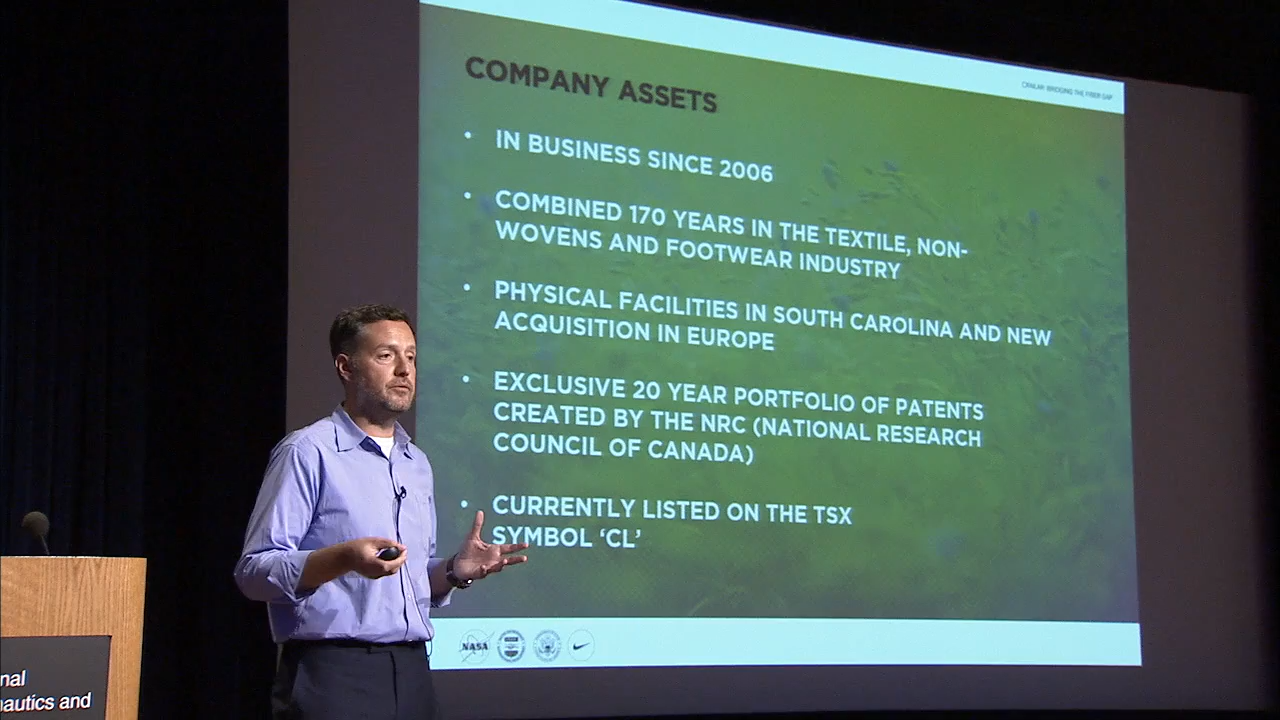 CRAILAR: BRIDGING THE FIBER GAP
COMPANY ASSETS
• IN BUSINESS SINCE 2006
• COMBINED 170 YEARS IN THE TEXTILE, NON-
WOVENS AND FOOTWEAR INDUSTRY
• PHYSICAL FACILITIES IN SOUTH CAROLINA AND NEW
ACQUISITION IN EUROPE
• EXCLUSIVE 20 YEAR PORTFOLIO OF PATENTS
CREATED BY THE NRC (NATIONAL RESEARCH
COUNCIL OF CANADA)
• CURRENTLY LISTED ON THE TSX
SYMBOL ‘CL’
NASA
nal
nautics and